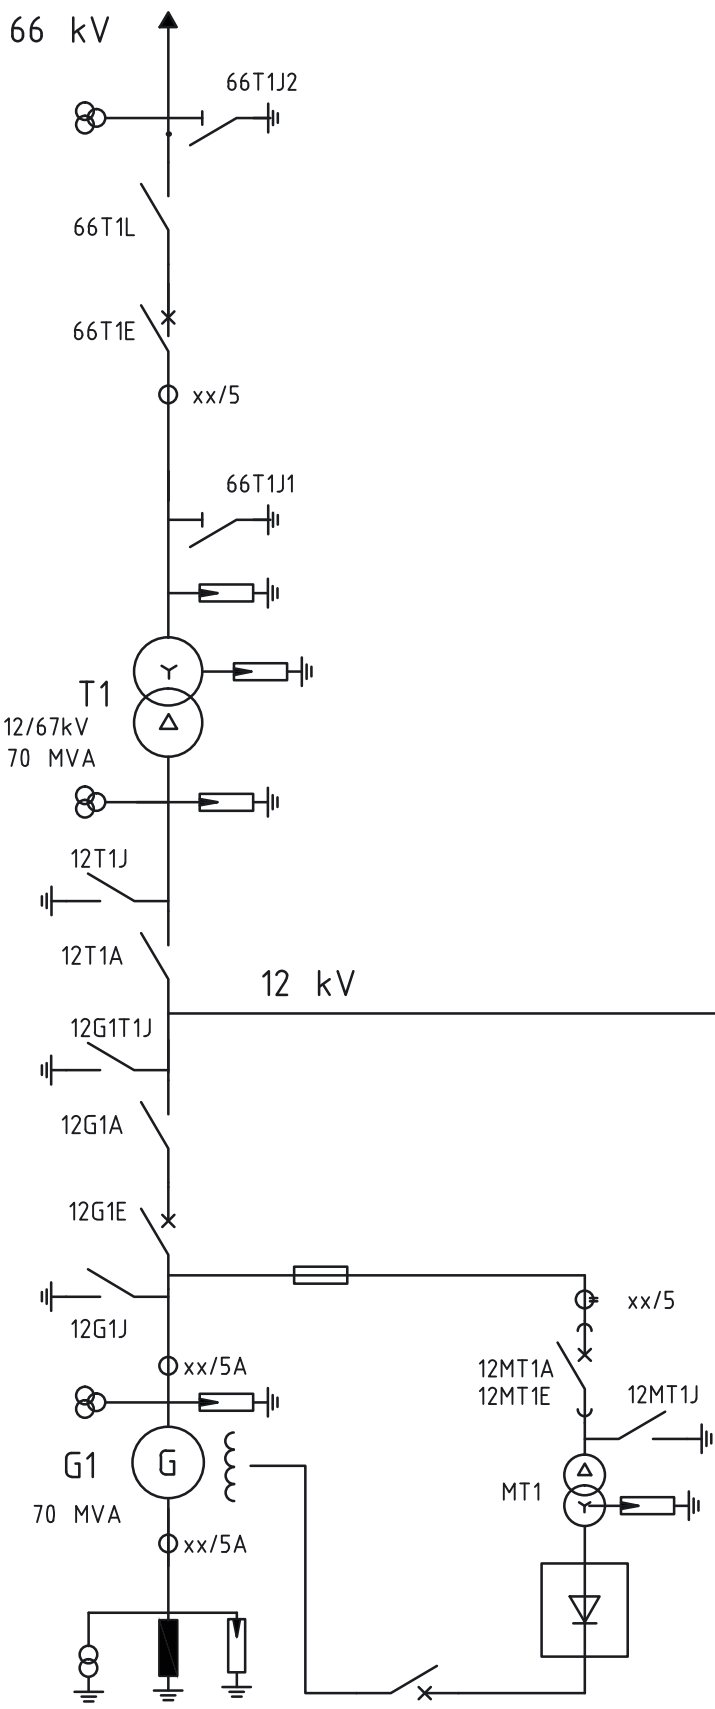 66 kV
66T1J2
66T1L
66T1E
xx/5
66T1J1
T1
12/67kV
70 MVA
12T1J
12T1A
12 kV
12G1T1J
12G1A
12G1E
12G1J
xx/5
xx/5A
12MT1A
12MT1E
12MT1J
G1
G
MT1
70 MVA
xx/5A